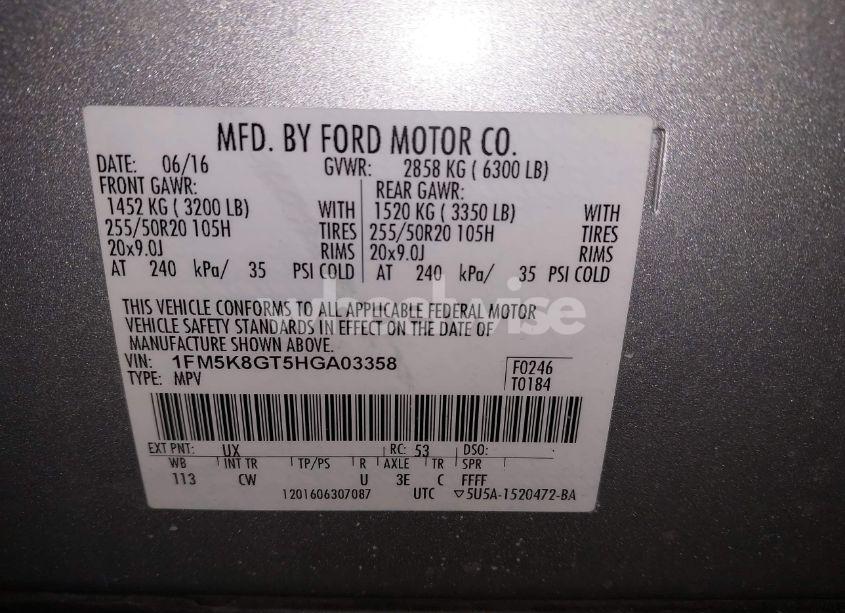 MFD. BY FORD MOTOR CO.
DATE: 06/16 GVWR: 2858 KG ( 6300 LB)
FRONT GAWR: REAR GAWR:
1452 KG ( 3200 LB) WITH 1520 KG ( 3350 LB) WITH
255/50R20 105H TIRES 255/50R20 105H TIRES
20x9.0J RIMS 20x9.0J RIMS
AT 240 kPa/ 35 PSI COLD AT 240 kPa/ 35 PSI COLD
THIS VEHICLE CONFORMS TO ALL APPLICABLE FEDERAL MOTOR
VEHICLE SAFETY STANDARDS IN EFFECT ON THE DATE OF
MANUFACTURE SHOWN ABOVE.
VIN: 1FM5K8GT5HGA03358 F0246
TYPE: MPV T0184
EXT PNT: UX RC: 53 DSO:
WB INT TR TP/PS R AXLE TR SPR
113 CW U 3E C FFFF
1201606307087 UTC ▽5U5A-1520472-BA